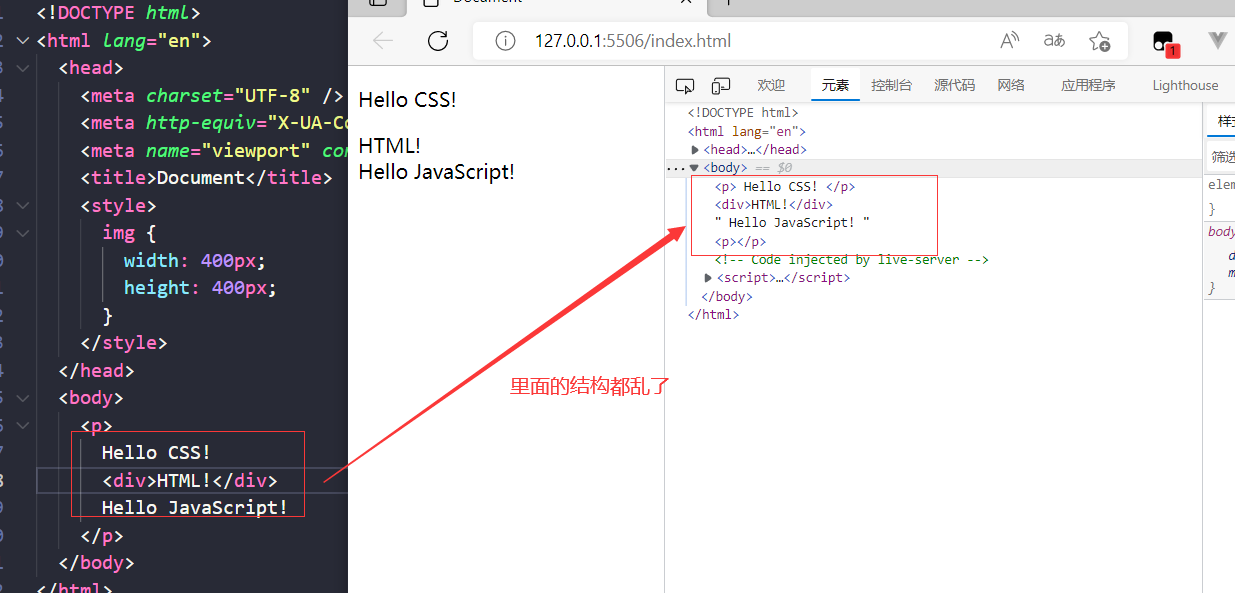 <!DOCTYPE html>
<html lang="en">
<head>
<meta charset="UTF-8" />
<meta http-equiv="X-UA-Co
<meta name="viewport" con
<title>Document</title>
<style>
img {
width: 400px;
height: 400px;
}
</style>
</head>
<body>
<p>
Hello CSS!
<div>HTML!</div>
Hello JavaScript!
</p>
</body>
</html>
127.0.0.1:5506/index.html
A あ 1
Hello CSS!
HTML!
Hello JavaScript!
欢迎 元素 控制台 源代码 网络 应用程序 Lighthouse
<!DOCTYPE html>
<html lang="en">
<head>…</head>
<body> == $0
<p> Hello CSS! </p>
<div>HTML!</div>
" Hello JavaScript! "
<p></p>
<!-- Code injected by live-server -->
<script>…</script>
</body>
</html>
样式
筛选
elem
}
body
d
m
}
里面的结构都乱了